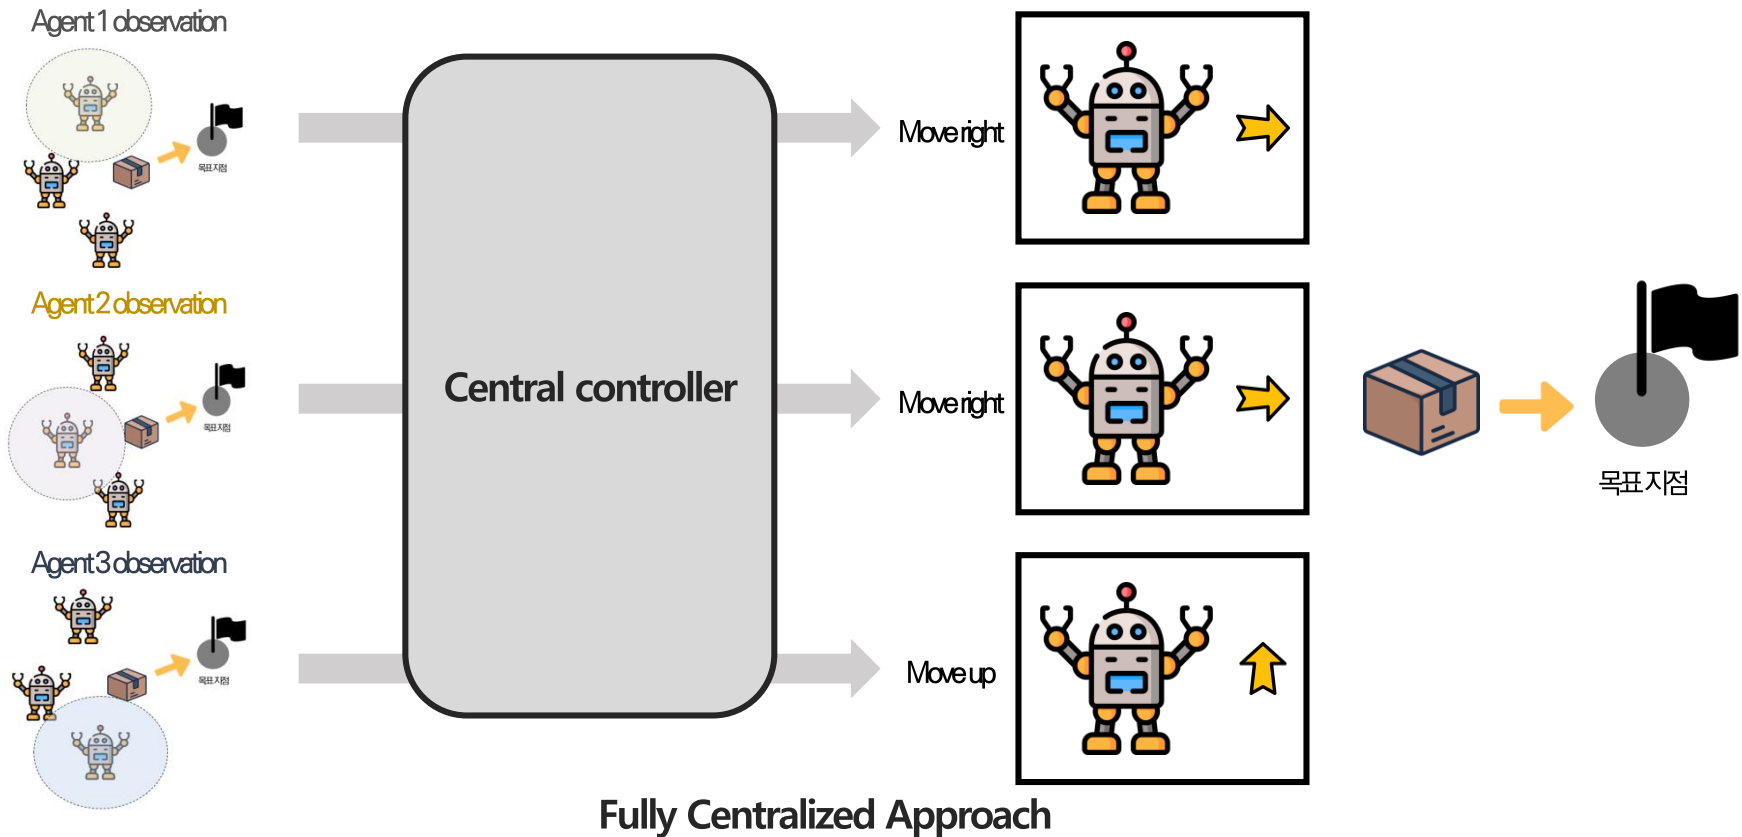 Agent 1 observation
목표 지점
Agent 2 observation
목표 지점
Agent 3 observation
목표 지점
Central controller
Move right
Move right
Move up
목표 지점
Fully Centralized Approach